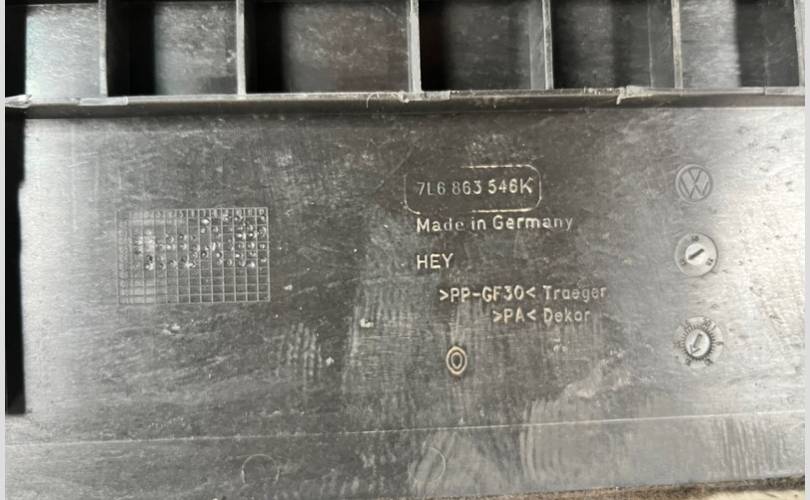 7L6 863 546K
Made in Germany
HEY
>PP-GF30< Traeger
>PA< Dekor